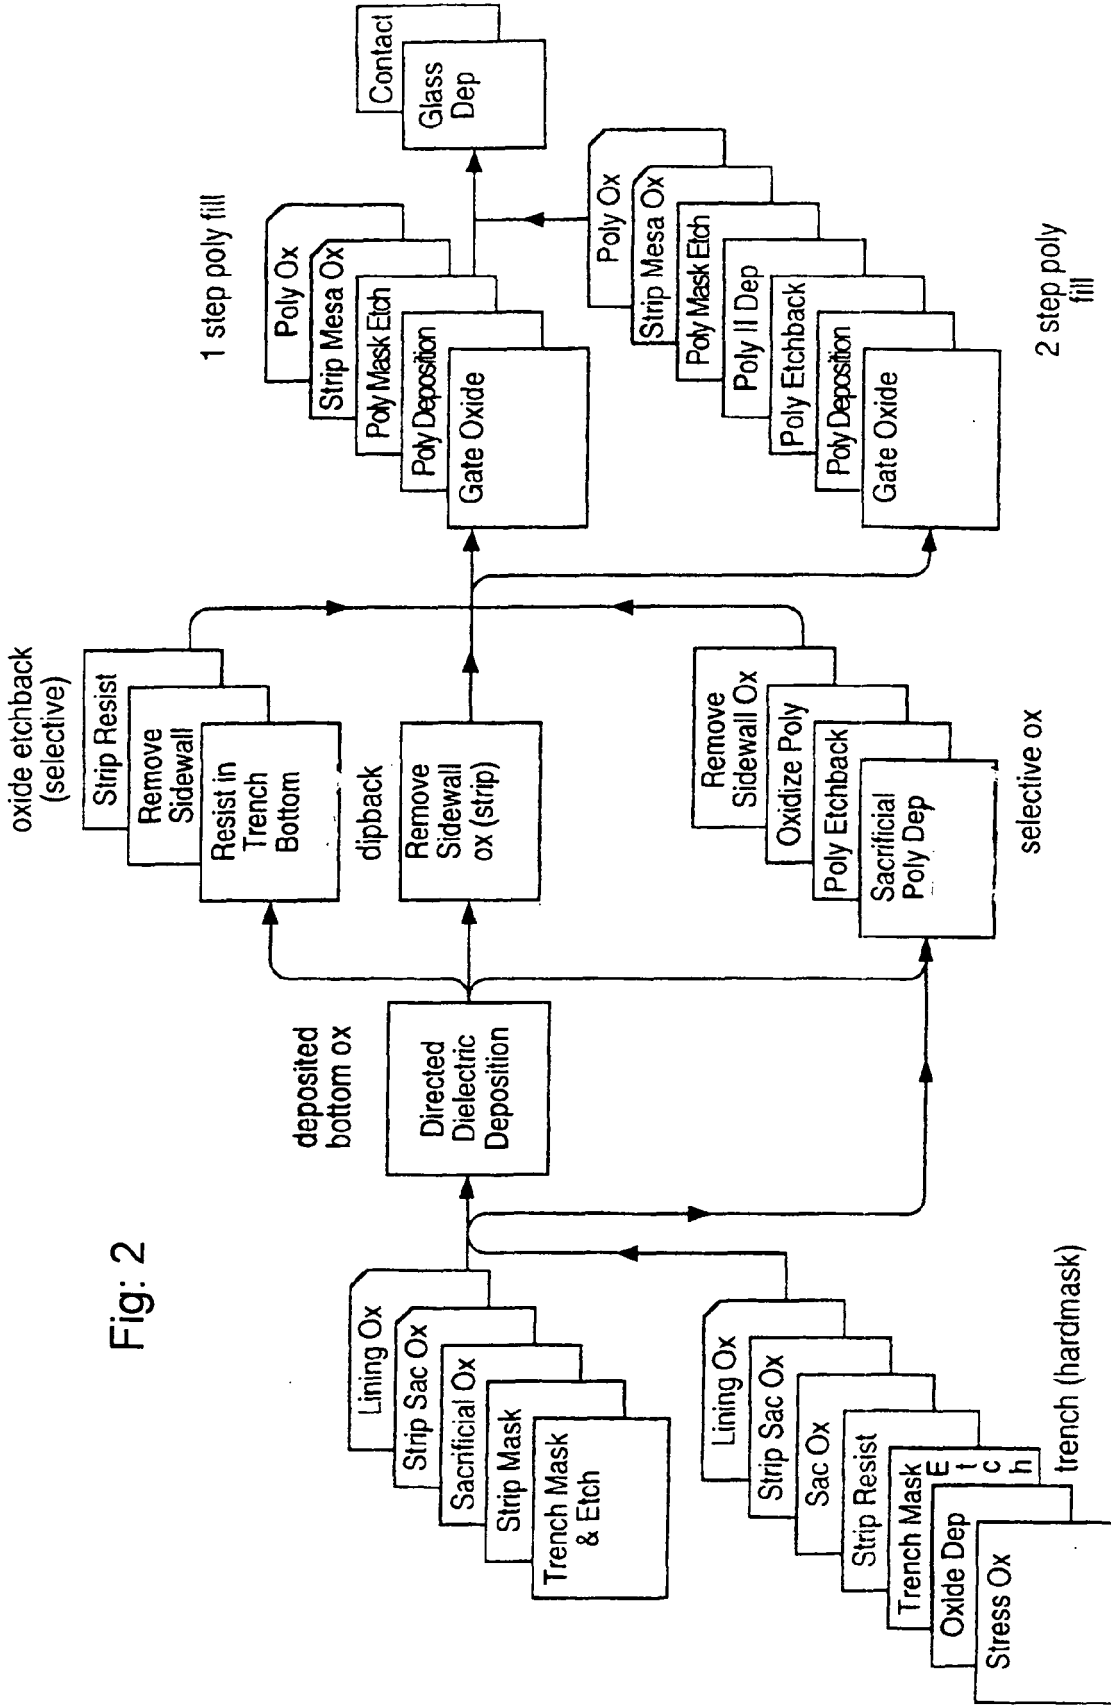 Fig: 2
Lining Ox
Strip Sac Ox
Sacrificial Ox
Strip Mask
Trench Mask
& Etch
Lining Ox
Strip Sac Ox
Sac Ox
Strip Resist
Trench Mask
Etch
Oxide Dep
Stress Ox
trench (hardmask)
deposited
bottom ox
Directed
Dielectric
Deposition
oxide etchback
(selective)
Strip Resist
Remove
Sidewall
Resist in
Trench
Bottom
dipback
Remove
Sidewall
ox (strip)
Remove
Sidewall Ox
Oxidize Poly
Poly Etchback
Sacrificial
Poly Dep
selective ox
1 step poly fill
Poly Ox
Strip Mesa Ox
Poly Mask Etch
Poly Deposition
Gate Oxide
Poly Ox
Strip Mesa Ox
Poly Mask Etch
Poly II Dep
Poly Etchback
Poly Deposition
Gate Oxide
2 step poly
fill
Contact
Glass
Dep